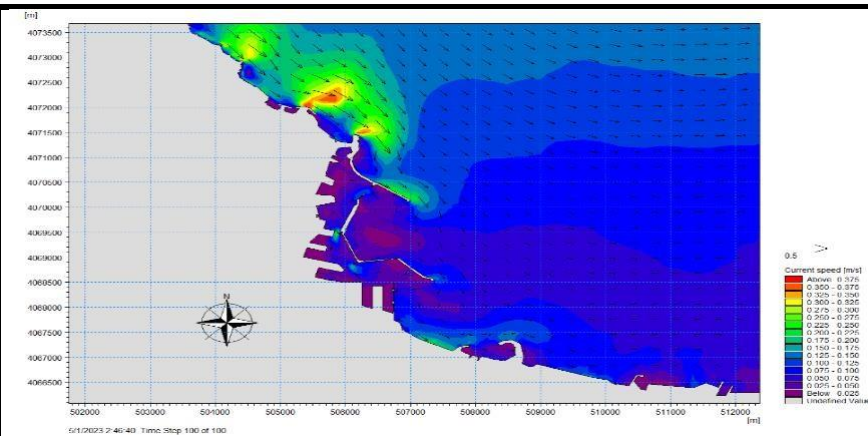 [m]
4073500
4073000
4072500
4072000
4071500
4071000
4070500
4070000
4069500
4069000
4068500
4068000
4067500
4067000
4066500
N
502000 503000 504000 505000 506000 507000 508000 509000 510000 511000 512000
[m]
5/1/2023 2:46:40 Time Step 100 of 100
0.5
Current speed [m/s]
Above 0.375
0.350 - 0.375
0.325 - 0.350
0.300 - 0.325
0.275 - 0.300
0.250 - 0.275
0.225 - 0.250
0.200 - 0.225
0.175 - 0.200
0.150 - 0.175
0.125 - 0.150
0.100 - 0.125
0.075 - 0.100
0.050 - 0.075
0.025 - 0.050
Below 0.025
Undefined Value